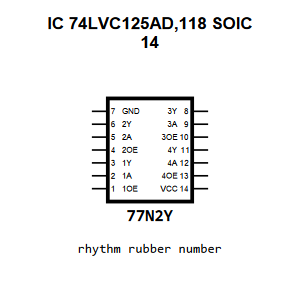 IC 74LVC125AD,118 SOIC
14
7 GND 3Y 8
6 2Y 3A 9
5 2A 3OE 10
4 2OE 4Y 11
3 1Y 4A 12
2 1A 4OE 13
1 1OE VCC 14
77N2Y
rhythm rubber number